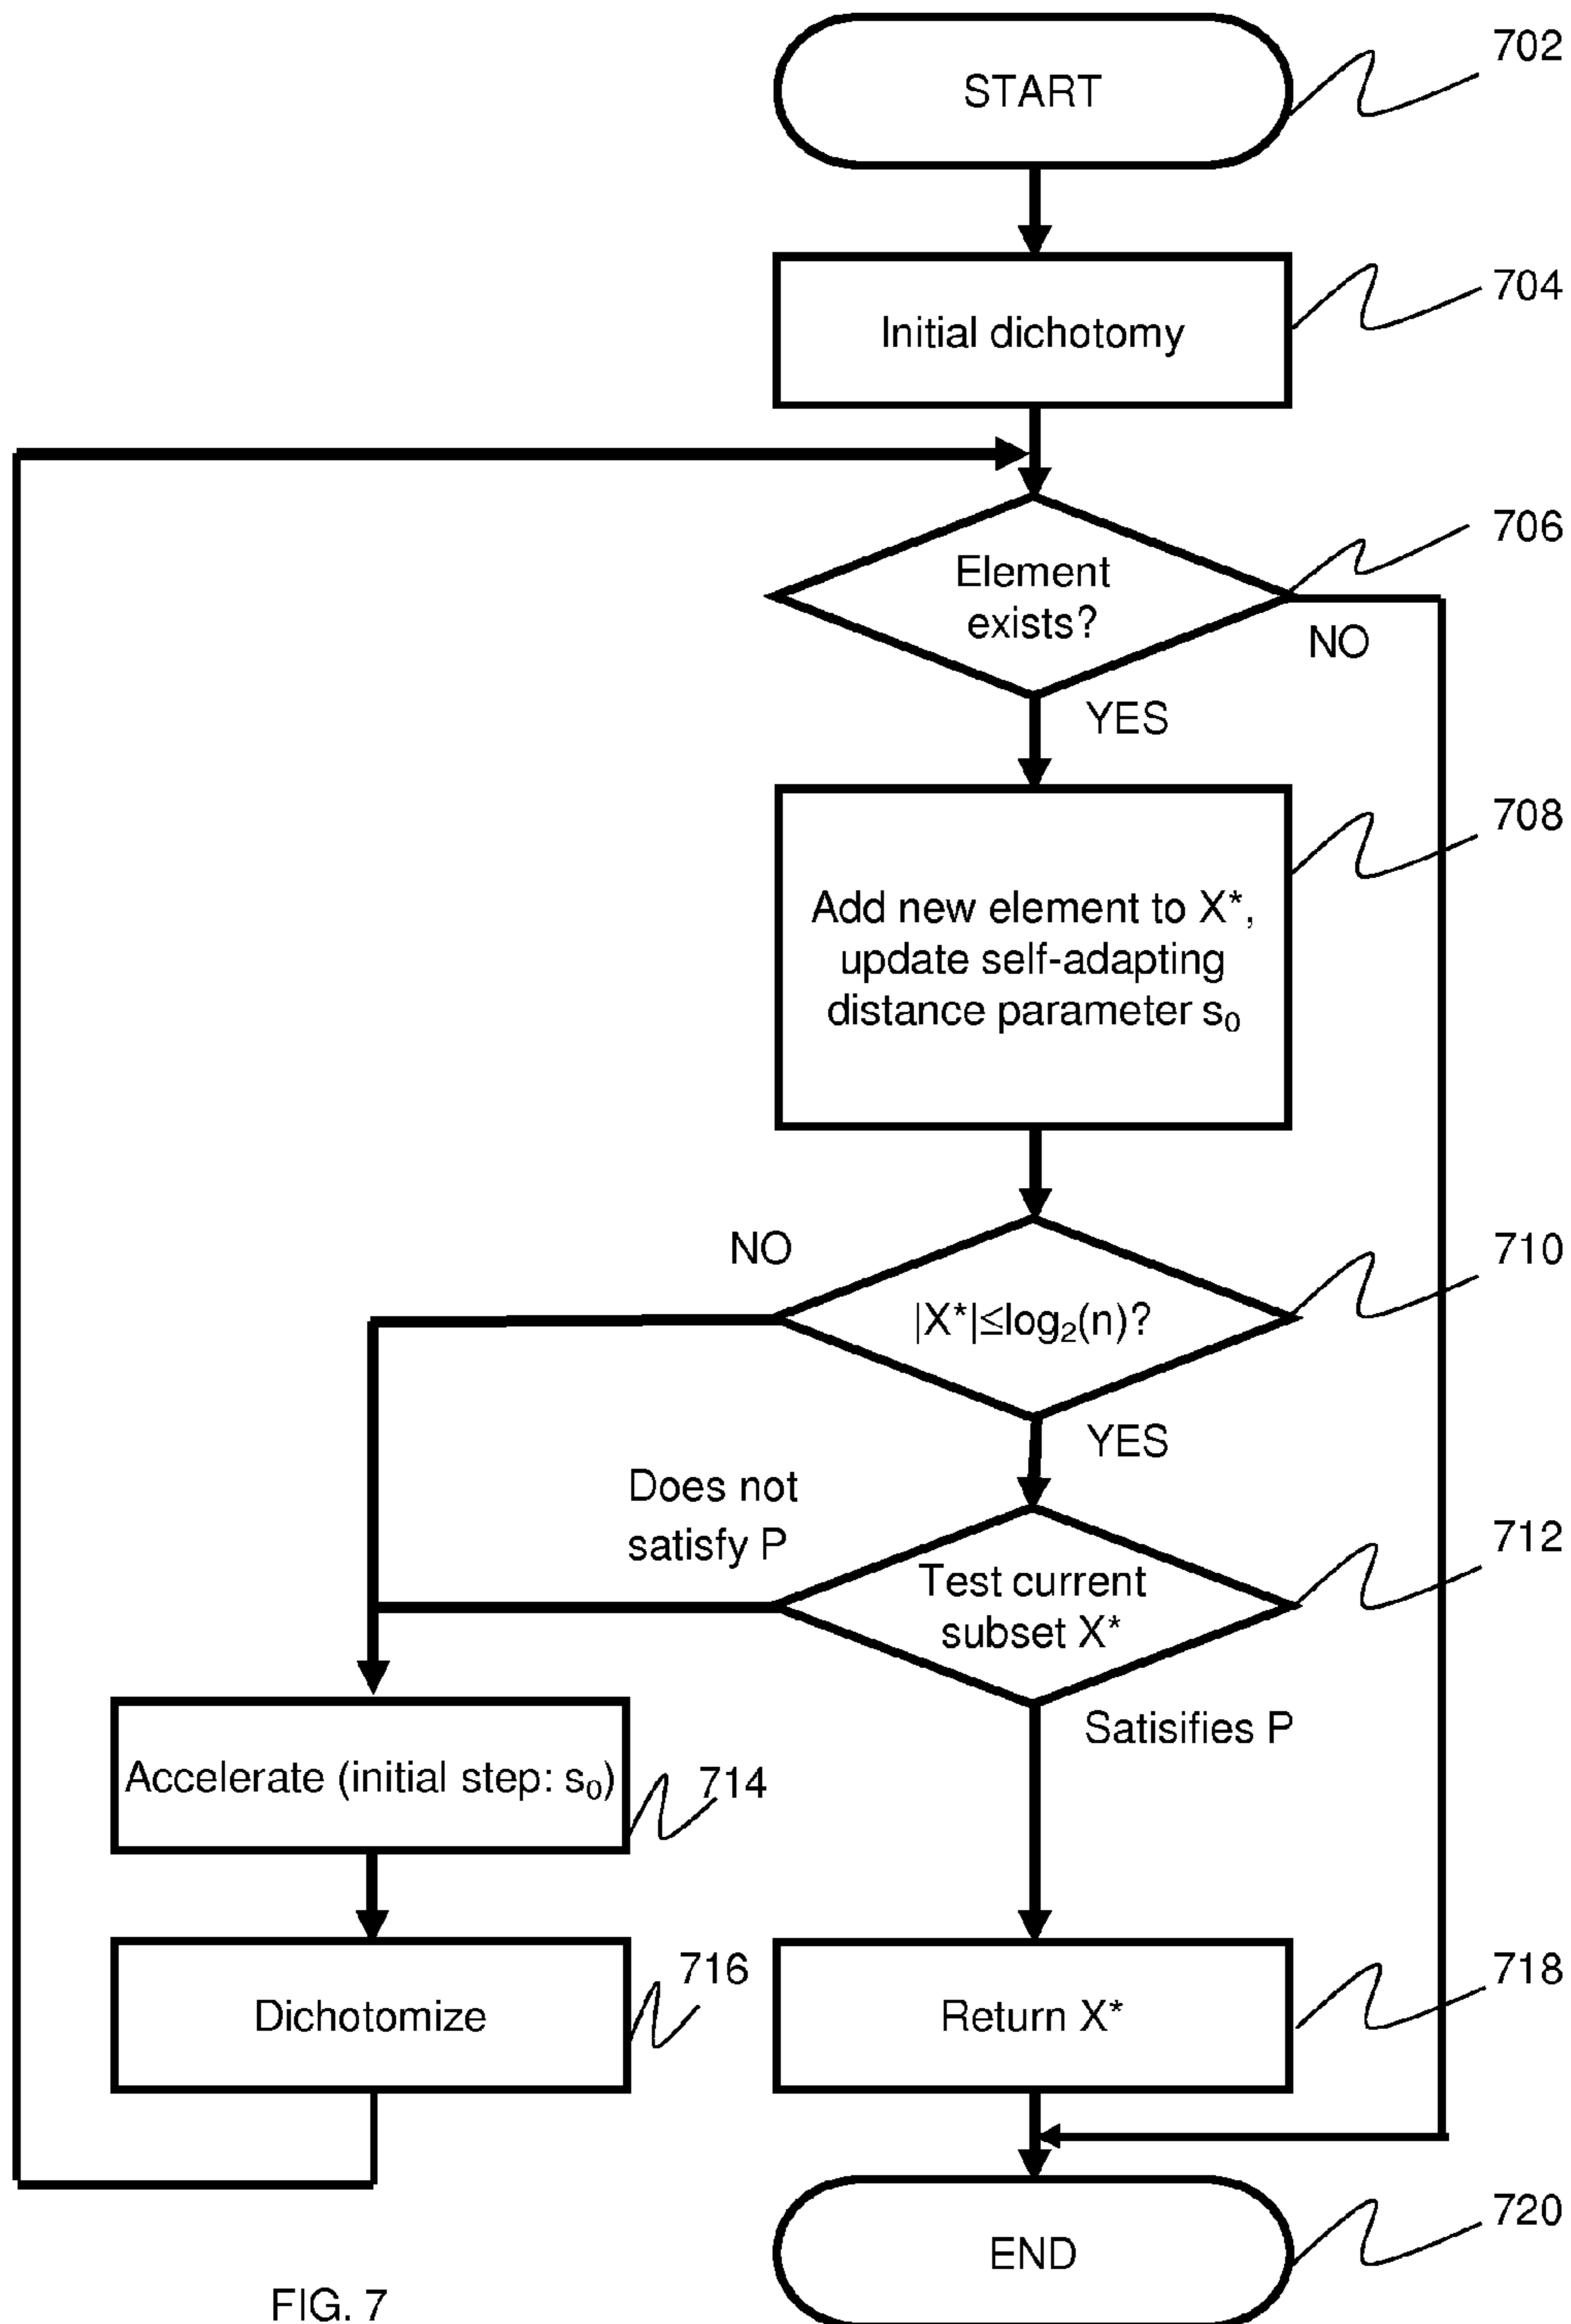 START
702
Initial dichotomy
704
Element
exists?
706
NO
YES
Add new element to X*,
update self-adapting
distance parameter s₀
708
NO
|X*|≤log₂(n)?
710
YES
Does not
satisfy P
Test current
subset X*
712
Satisifies P
Accelerate (initial step: s₀)
714
Dichotomize
716
Return X*
718
END
720
FIG. 7